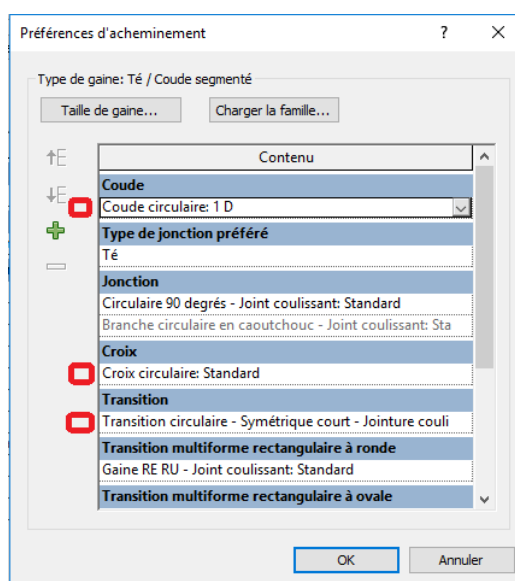 Préférences d'acheminement
Type de gaine: Té / Coude segmenté
Taille de gaine...
Charger la famille...
Contenu
Coude
Coude circulaire: 1 D
Type de jonction préféré
Té
Jonction
Circulaire 90 degrés - Joint coulissant: Standard
Branche circulaire en caoutchouc - Joint coulissant: Sta
Croix
Croix circulaire: Standard
Transition
Transition circulaire - Symétrique court - Jointure couli
Transition multiforme rectangulaire à ronde
Gaine RE RU - Joint coulissant: Standard
Transition multiforme rectangulaire à ovale
OK
Annuler